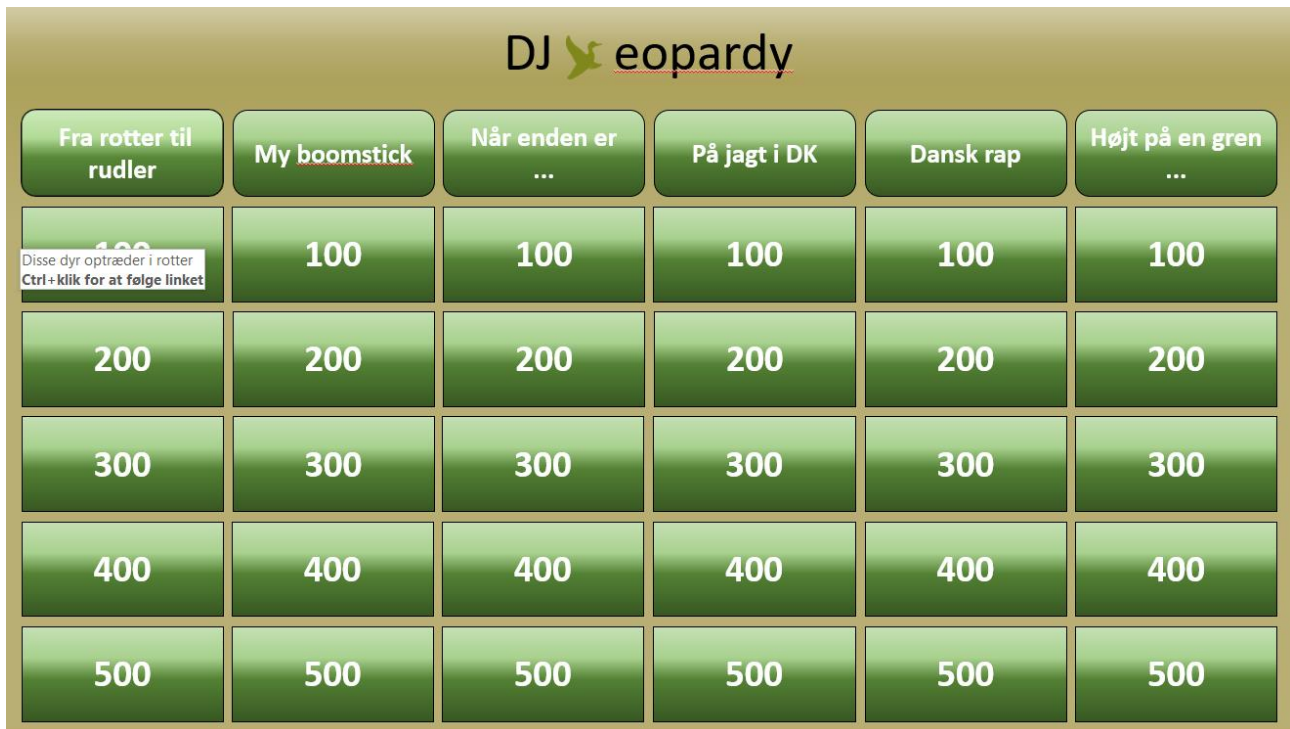 DJ eopardy
Fra rotter til
rudler
My boomstick
Når enden er
...
På jagt i DK
Dansk rap
Højt på en gren
...
100 100 100 100 100 100
Disse dyr optræder i rotter
Ctrl+klik for at følge linket
200 200 200 200 200 200
300 300 300 300 300 300
400 400 400 400 400 400
500 500 500 500 500 500